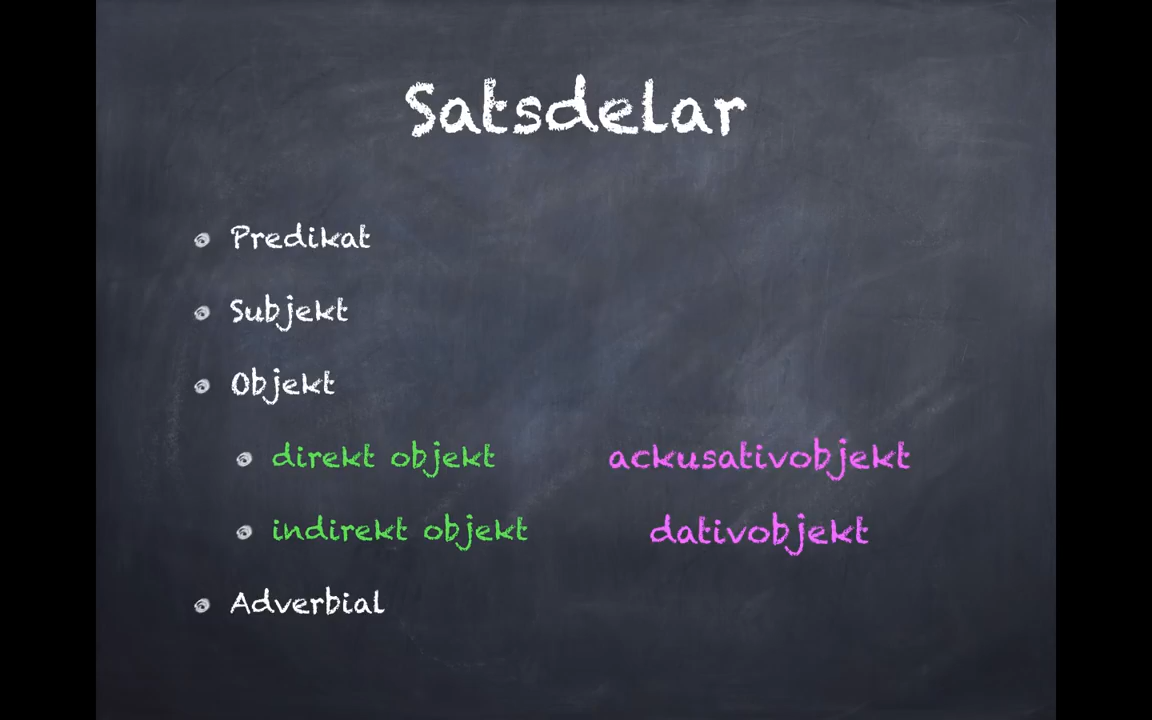 Satsdelar
Predikat
Subjekt
Objekt
direkt objekt ackusativobjekt
indirekt objekt dativobjekt
Adverbial